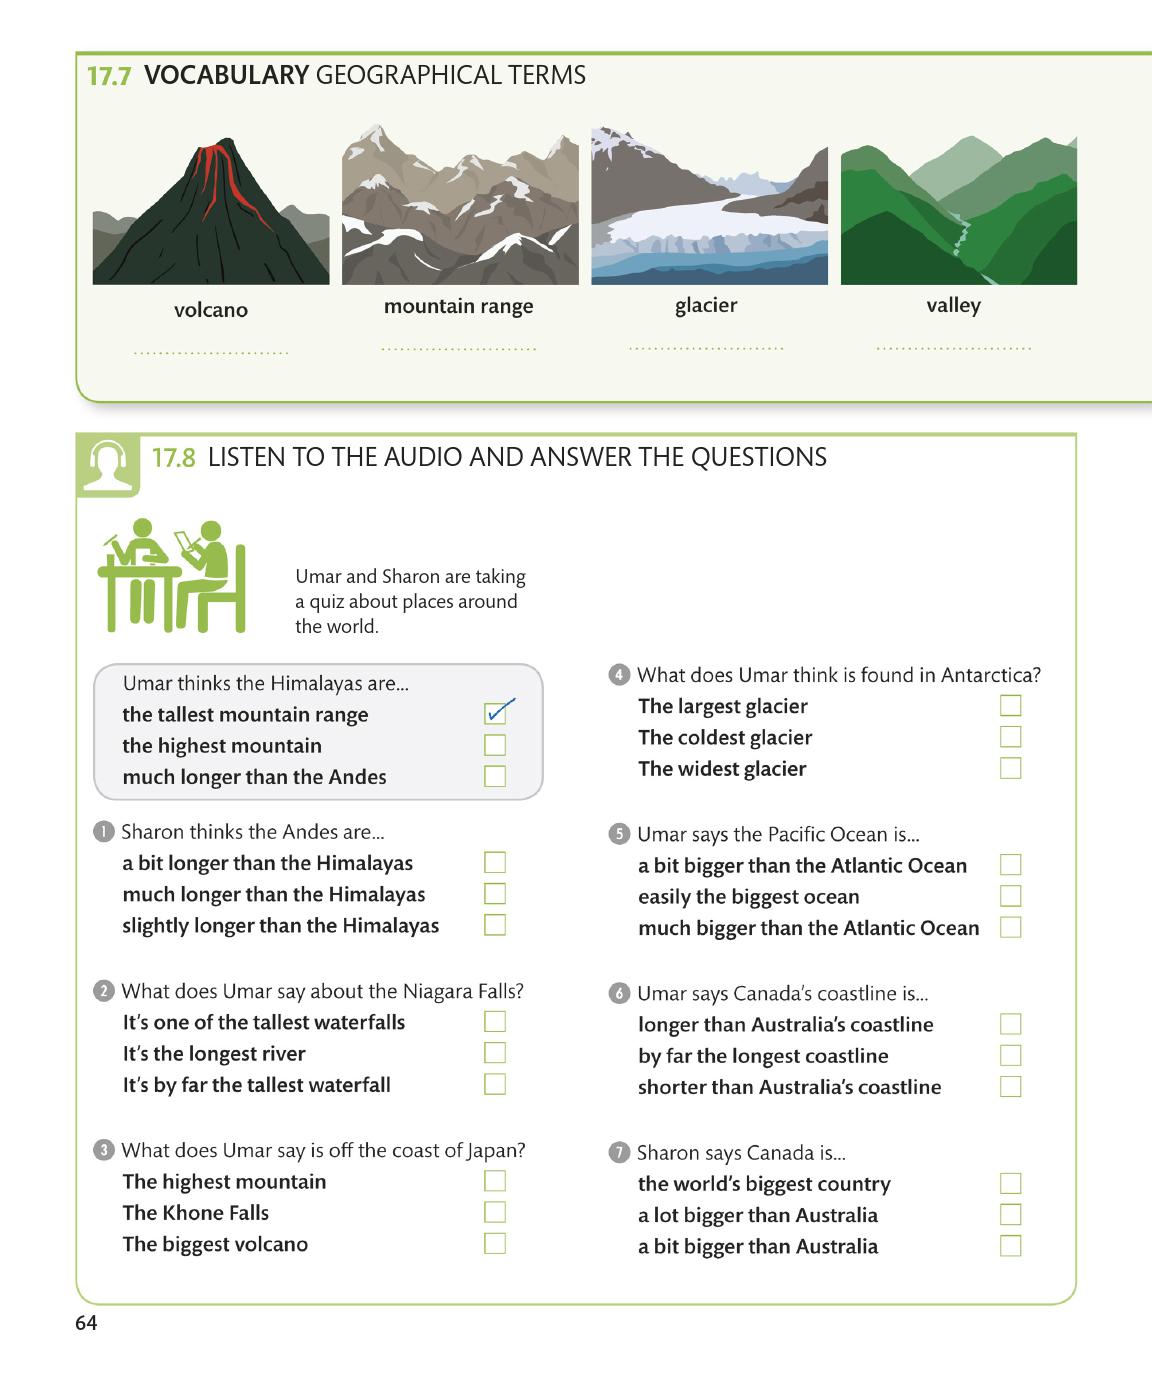 17.7 VOCABULARY GEOGRAPHICAL TERMS
volcano
mountain range
glacier
valley
17.8 LISTEN TO THE AUDIO AND ANSWER THE QUESTIONS
Umar and Sharon are taking
a quiz about places around
the world.
Umar thinks the Himalayas are...
the tallest mountain range
the highest mountain
much longer than the Andes
1 Sharon thinks the Andes are...
a bit longer than the Himalayas
much longer than the Himalayas
slightly longer than the Himalayas
2 What does Umar say about the Niagara Falls?
It's one of the tallest waterfalls
It's the longest river
It's by far the tallest waterfall
3 What does Umar say is off the coast of Japan?
The highest mountain
The Khone Falls
The biggest volcano
4 What does Umar think is found in Antarctica?
The largest glacier
The coldest glacier
The widest glacier
5 Umar says the Pacific Ocean is...
a bit bigger than the Atlantic Ocean
easily the biggest ocean
much bigger than the Atlantic Ocean
6 Umar says Canada's coastline is...
longer than Australia's coastline
by far the longest coastline
shorter than Australia's coastline
7 Sharon says Canada is...
the world's biggest country
a lot bigger than Australia
a bit bigger than Australia
64